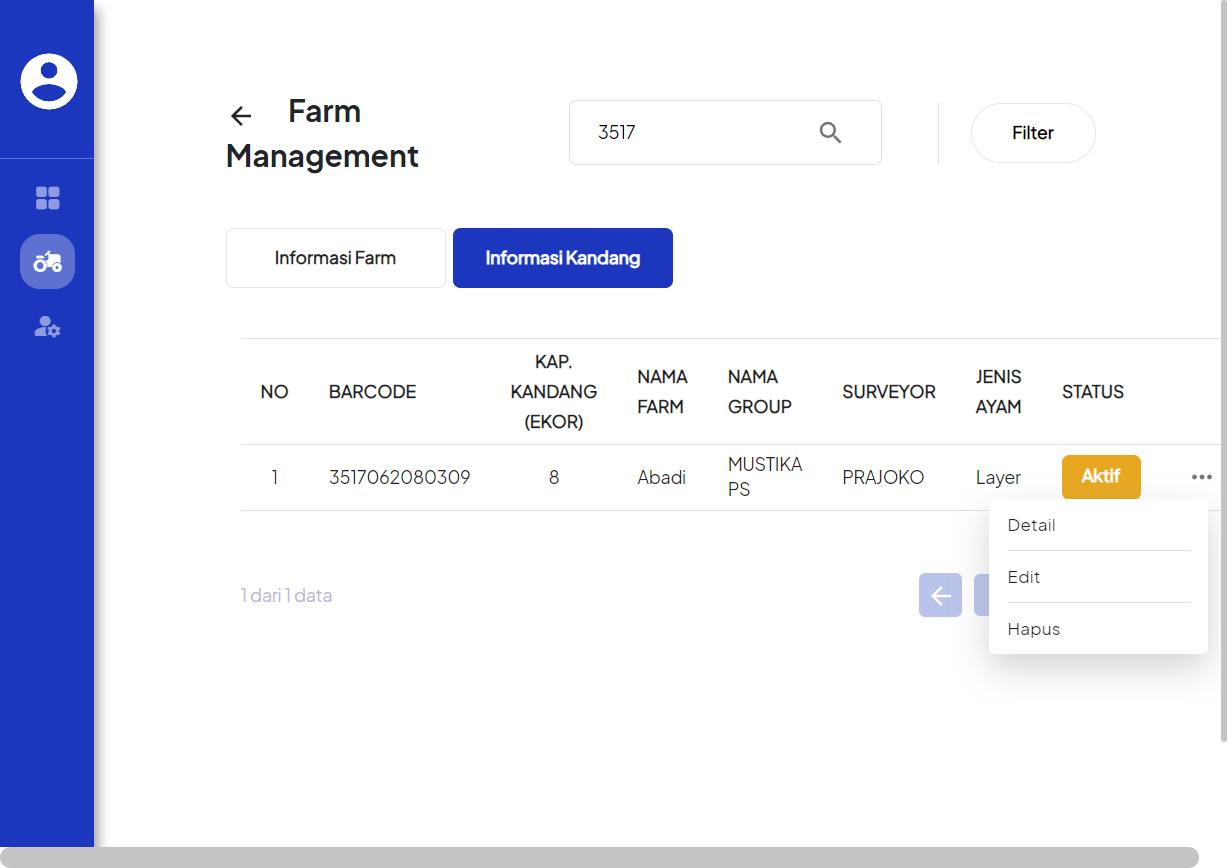 Farm
Management
3517
Filter
Informasi Farm
Informasi Kandang
NO
BARCODE
KAP.
KANDANG
(EKOR)
NAMA
FARM
NAMA
GROUP
SURVEYOR
JENIS
AYAM
STATUS
1
3517062080309
8
Abadi
MUSTIKA
PS
PRAJOKO
Layer
Aktif
Detail
Edit
Hapus
1 dari 1 data